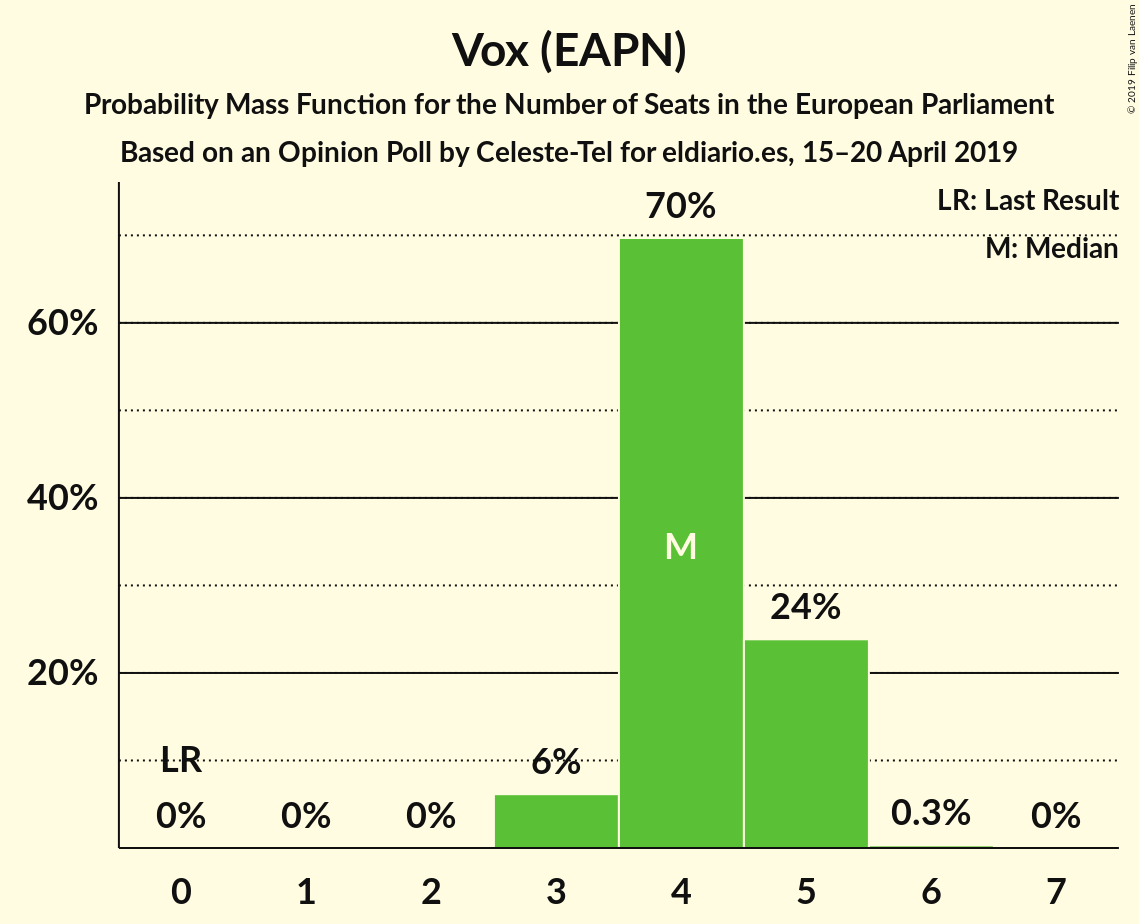 Vox (EAPN)
Probability Mass Function for the Number of Seats in the European Parliament
Based on an Opinion Poll by Celeste-Tel for eldiario.es, 15–20 April 2019
© 2019 Filip van Laenen
LR: Last Result
M: Median
70%
60%
40%
M
24%
20%
LR
6%
0%
0%
0%
0.3%
0%
0
1
2
3
4
5
6
7